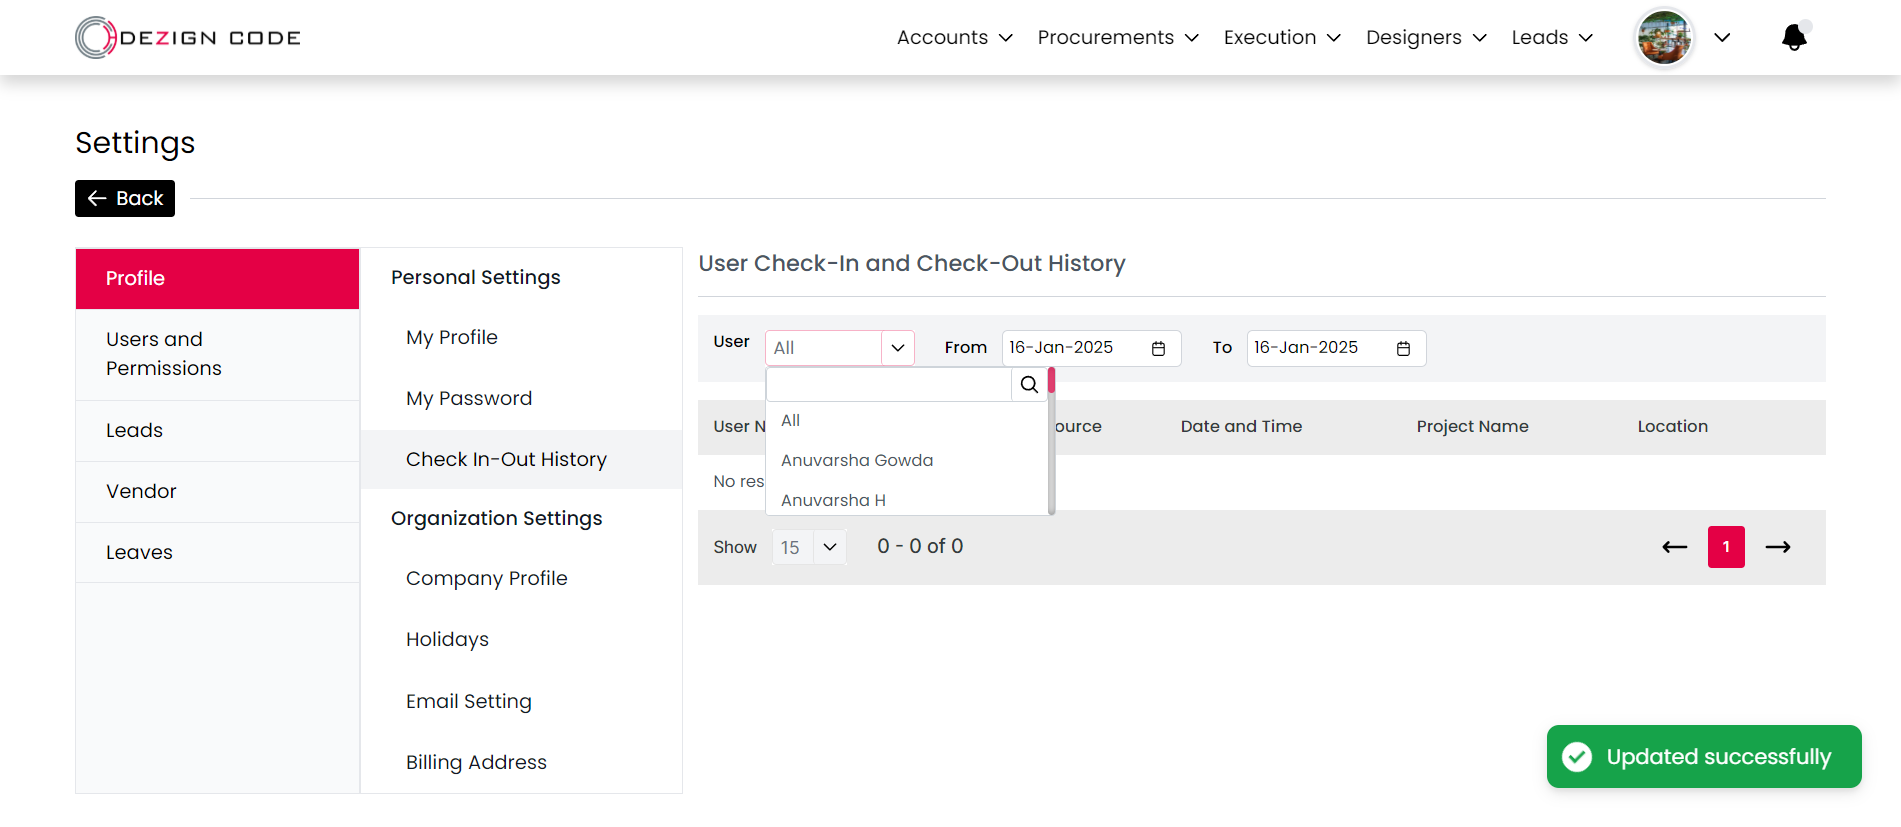 DEZIGN CODE
Accounts
Procurements
Execution
Designers
Leads
Settings
Back
Profile
Users and
Permissions
Leads
Vendor
Leaves
Personal Settings
My Profile
My Password
Check In-Out History
Organization Settings
Company Profile
Holidays
Email Setting
Billing Address
User Check-In and Check-Out History
User
All
From
16-Jan-2025
To
16-Jan-2025
All
Anuvarsha Gowda
Anuvarsha H
User N
ource
Date and Time
Project Name
Location
No res
Show
15
0 - 0 of 0
1
Updated successfully